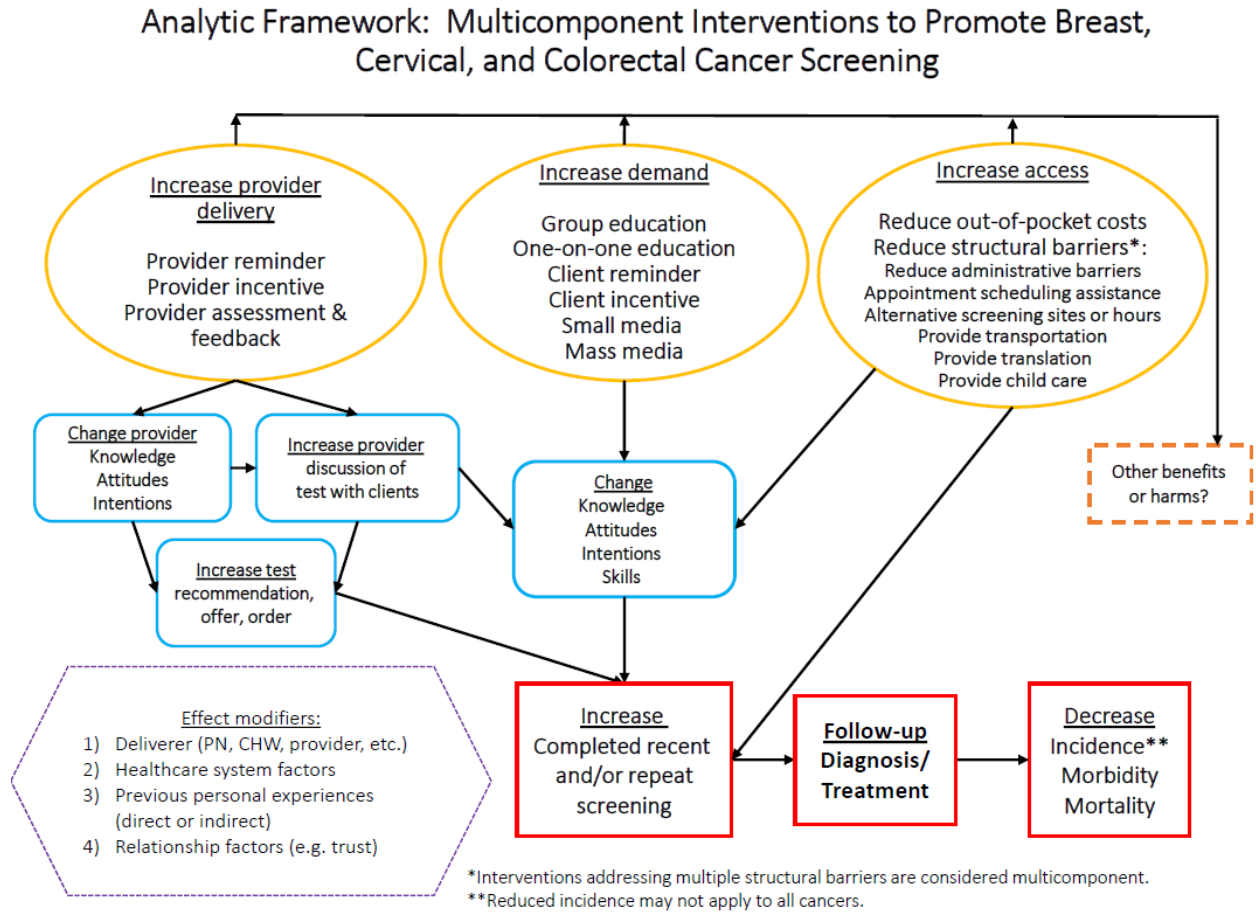 Analytic Framework:  Multicomponent Interventions to Promote Breast,
Cervical, and Colorectal Cancer Screening
Increase provider
delivery
Provider reminder
Provider incentive
Provider assessment &
feedback
Increase demand
Group education
One-on-one education
Client reminder
Client incentive
Small media
Mass media
Increase access
Reduce out-of-pocket costs
Reduce structural barriers*:
Reduce administrative barriers
Appointment scheduling assistance
Alternative screening sites or hours
Provide transportation
Provide translation
Provide child care
Change provider
Knowledge
Attitudes
Intentions
Increase provider
discussion of
test with clients
Increase test
recommendation,
offer, order
Change
Knowledge
Attitudes
Intentions
Skills
Other benefits
or harms?
Effect modifiers:
1) Deliverer (PN, CHW, provider, etc.)
2) Healthcare system factors
3) Previous personal experiences
(direct or indirect)
4) Relationship factors (e.g. trust)
Increase
Completed recent
and/or repeat
screening
Follow-up
Diagnosis/
Treatment
Decrease
Incidence**
Morbidity
Mortality
*Interventions addressing multiple structural barriers are considered multicomponent.
**Reduced incidence may not apply to all cancers.